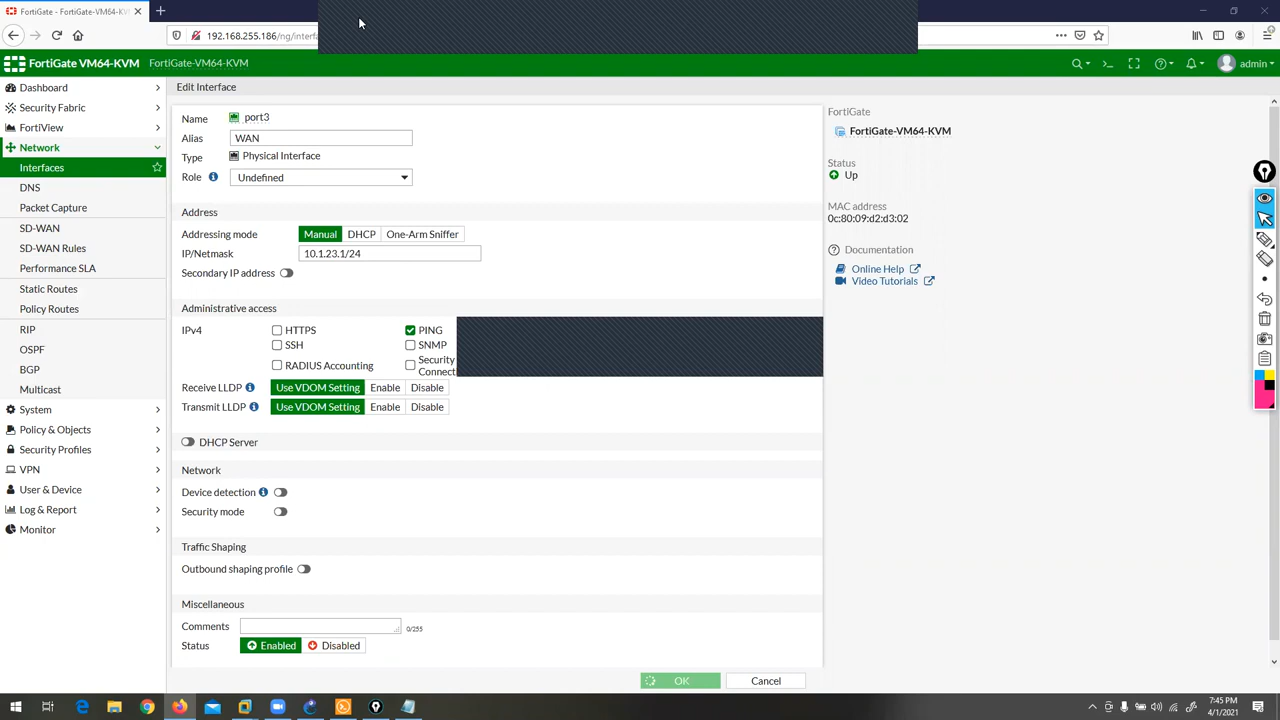 FortiGate - FortiGate-VM64-KVM
192.168.255.186/ng/interfa
FortiGate VM64-KVM FortiGate-VM64-KVM
admin
Dashboard
Security Fabric
FortiView
Network
Interfaces
DNS
Packet Capture
SD-WAN
SD-WAN Rules
Performance SLA
Static Routes
Policy Routes
RIP
OSPF
BGP
Multicast
System
Policy & Objects
Security Profiles
VPN
User & Device
Log & Report
Monitor
Edit Interface
Name port3
Alias WAN
Type Physical Interface
Role Undefined
Address
Addressing mode Manual DHCP One-Arm Sniffer
IP/Netmask 10.1.23.1/24
Secondary IP address
Administrative access
IPv4 HTTPS PING
SSH SNMP
RADIUS Accounting Security
Connect
Receive LLDP Use VDOM Setting Enable Disable
Transmit LLDP Use VDOM Setting Enable Disable
DHCP Server
Network
Device detection
Security mode
Traffic Shaping
Outbound shaping profile
Miscellaneous
Comments 0/255
Status Enabled Disabled
OK Cancel
FortiGate
FortiGate-VM64-KVM
Status
Up
MAC address
0c:80:09:d2:d3:02
Documentation
Online Help
Video Tutorials
7:45 PM
4/1/2021